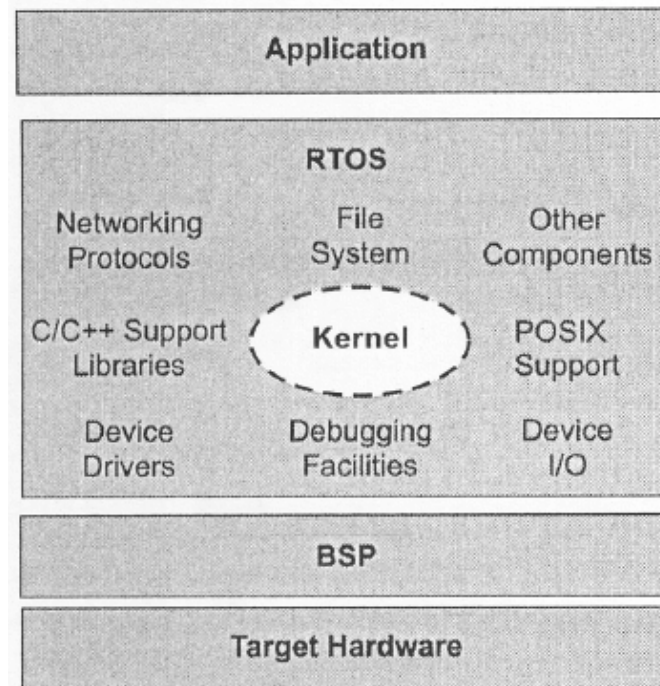 Application
RTOS
Networking
Protocols
File
System
Other
Components
C/C++ Support
Libraries
Kernel
POSIX
Support
Device
Drivers
Debugging
Facilities
Device
I/O
BSP
Target Hardware